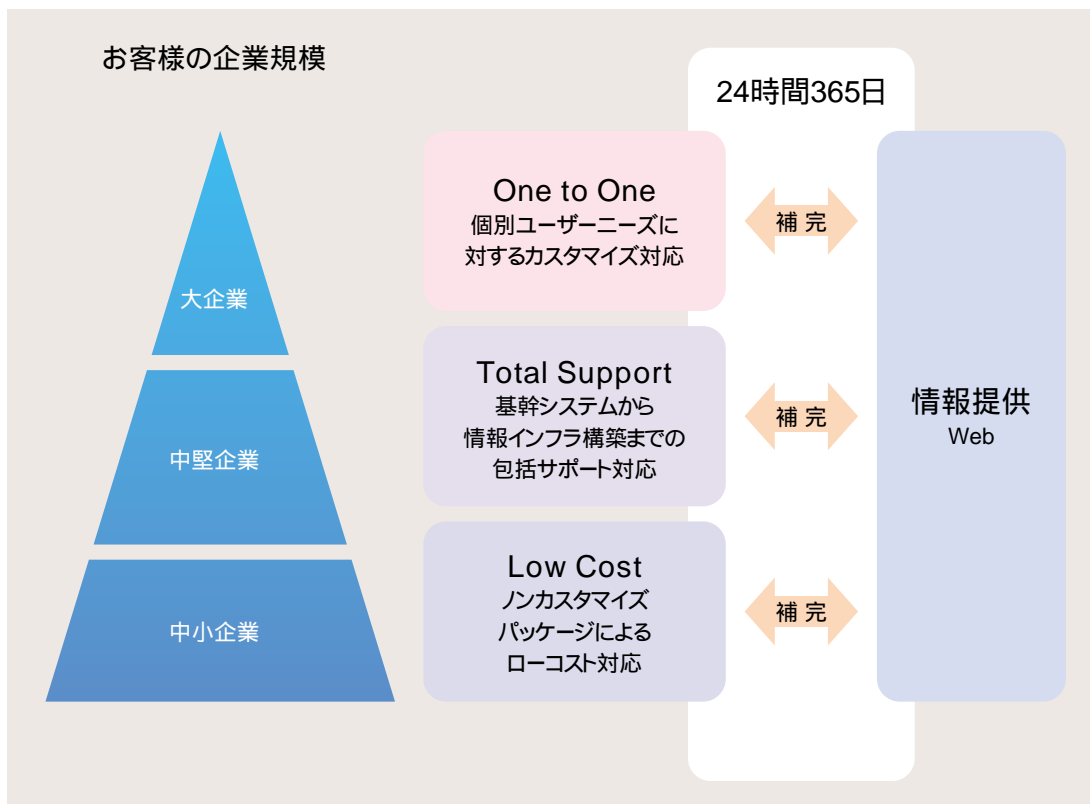 お客様の企業規模
24時間365日
大企業
One to One
個別ユーザーニーズに
対するカスタマイズ対応
補完
中堅企業
Total Support
基幹システムから
情報インフラ構築までの
包括サポート対応
補完
情報提供
Web
中小企業
Low Cost
ノンカスタマイズ
パッケージによる
ローコスト対応
補完